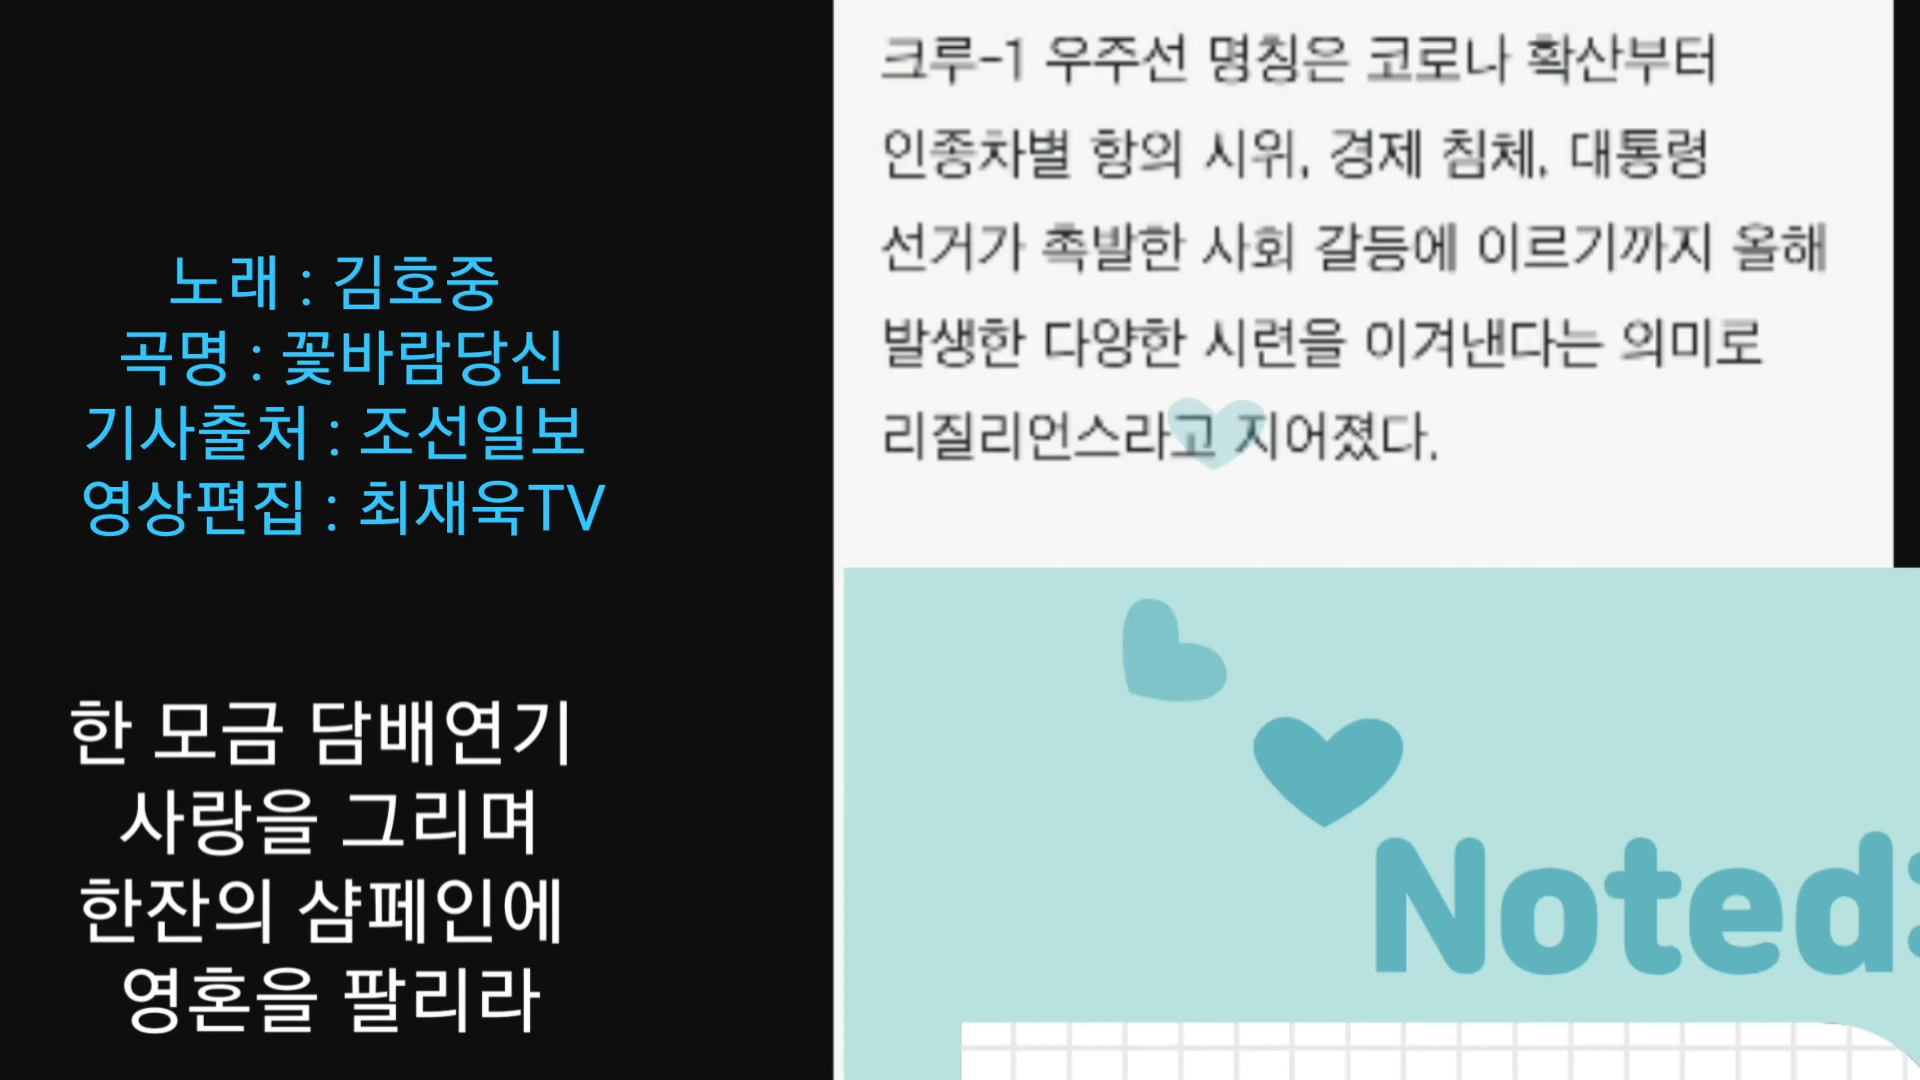 노래 : 김호중
곡명 : 꽃바람당신
기사출처 : 조선일보
영상편집 : 최재욱TV
한 모금 담배연기
사랑을 그리며
한잔의 샴페인에
영혼을 팔리라
크루-1 우주선 명칭은 코로나 확산부터
인종차별 항의 시위, 경제 침체, 대통령
선거가 촉발한 사회 갈등에 이르기까지 올해
발생한 다양한 시련을 이겨낸다는 의미로
리질리언스라고 지어졌다.
Noted: